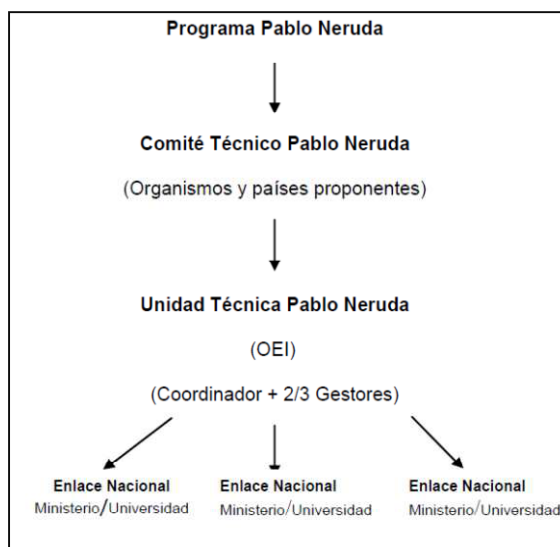 Programa Pablo Neruda
Comité Técnico Pablo Neruda
(Organismos y países proponentes)
Unidad Técnica Pablo Neruda
(OEI)
(Coordinador + 2/3 Gestores)
Enlace Nacional
Ministerio/Universidad
Enlace Nacional
Ministerio/Universidad
Enlace Nacional
Ministerio/Universidad